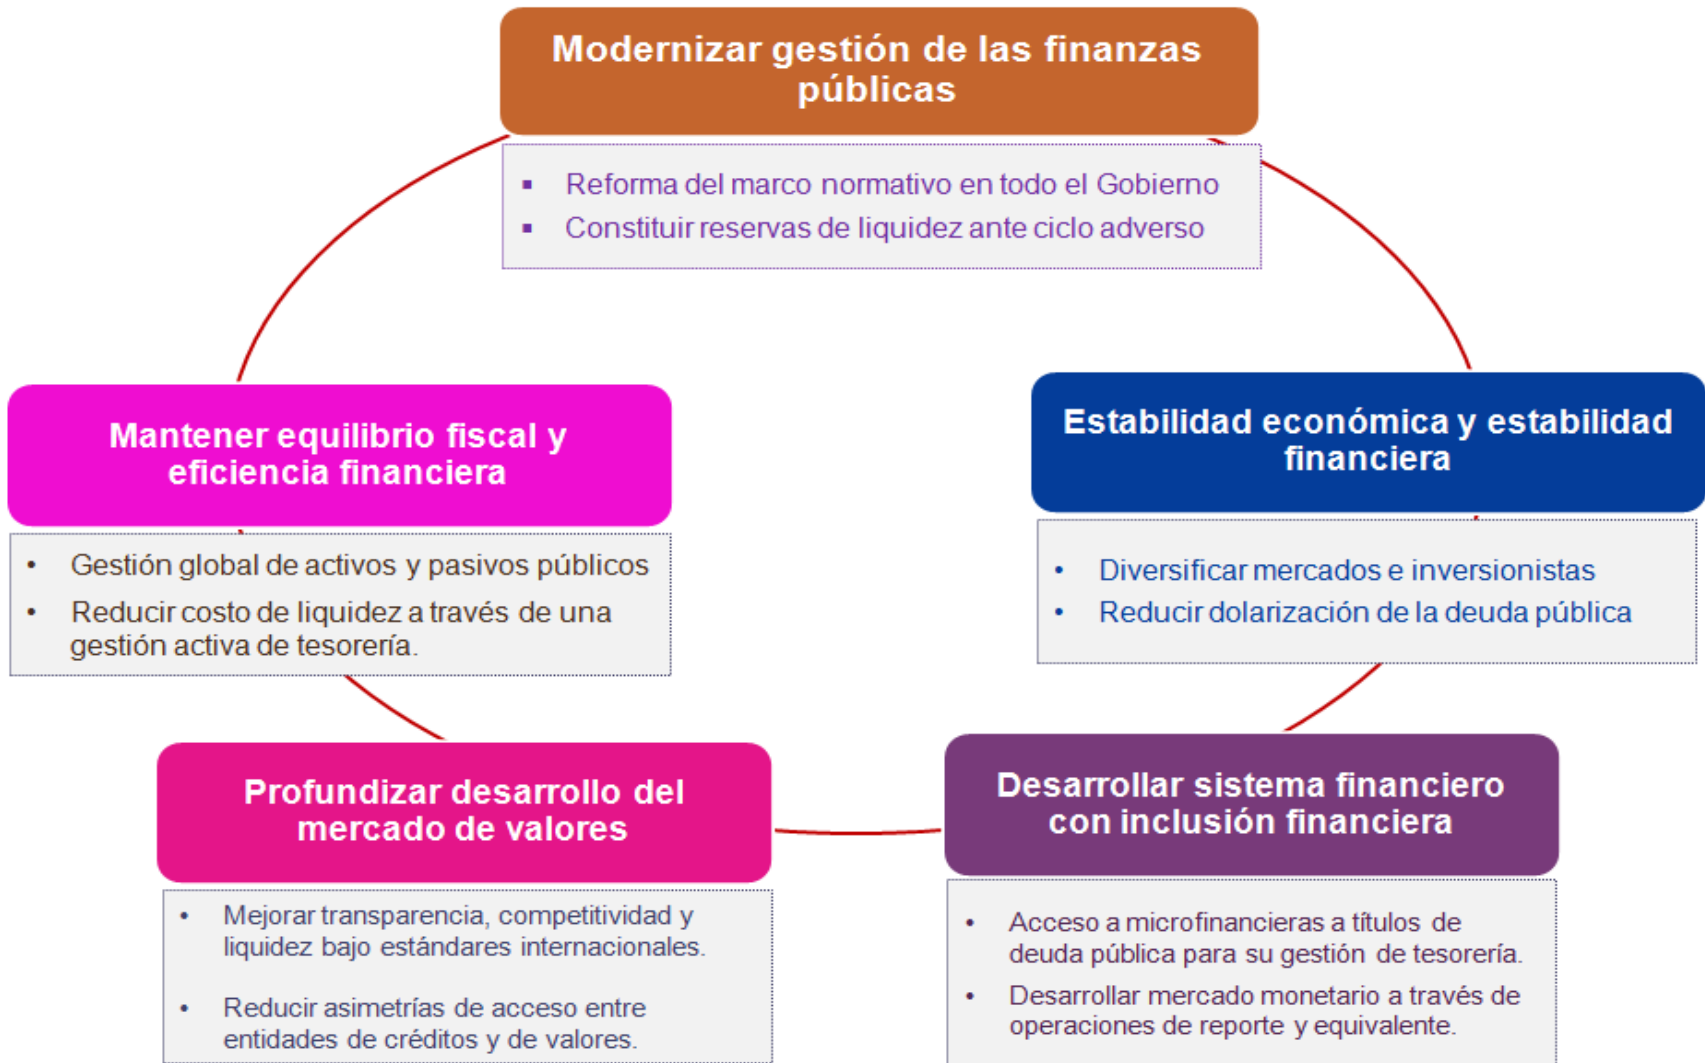 Modernizar gestión de las finanzas
públicas
▪ Reforma del marco normativo en todo el Gobierno
▪ Constituir reservas de liquidez ante ciclo adverso
Mantener equilibrio fiscal y
eficiencia financiera
• Gestión global de activos y pasivos públicos
• Reducir costo de liquidez a través de una
gestión activa de tesorería.
Estabilidad económica y estabilidad
financiera
• Diversificar mercados e inversionistas
• Reducir dolarización de la deuda pública
Profundizar desarrollo del
mercado de valores
• Mejorar transparencia, competitividad y
liquidez bajo estándares internacionales.
• Reducir asimetrías de acceso entre
entidades de créditos y de valores.
Desarrollar sistema financiero
con inclusión financiera
• Acceso a microfinancieras a títulos de
deuda pública para su gestión de tesorería.
• Desarrollar mercado monetario a través de
operaciones de reporte y equivalente.